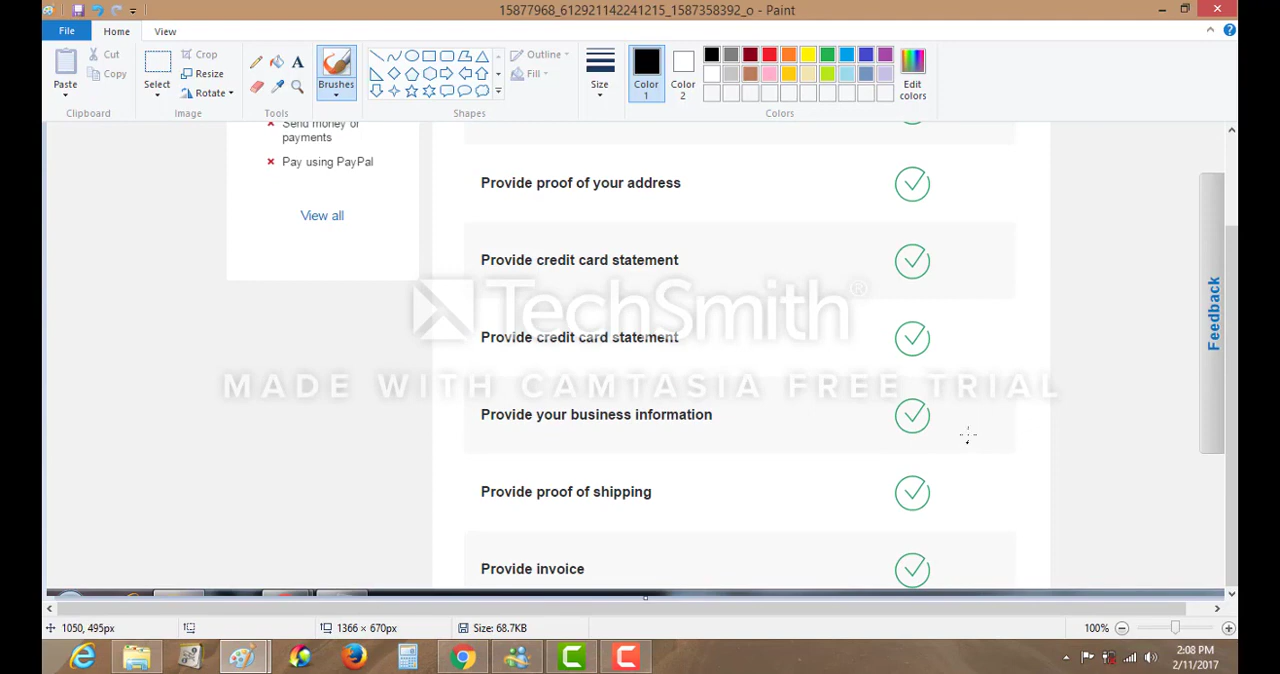 15877968_612921142241215_1587358392_o - Paint
File Home View
Cut
Copy
Paste
Crop
Resize
Rotate
Select
Brushes
Outline
Fill
Size
Color 1
Color 2
Edit colors
Clipboard
Image
Tools
Shapes
Colors
Send money or
payments
Pay using PayPal
View all
Provide proof of your address
Provide credit card statement
TechSmith®
Provide credit card statement
MADE WITH CAMTASIA FREE TRIAL
Provide your business information
Provide proof of shipping
Provide invoice
Feedback
1050, 495px
1366 × 670px
Size: 68.7KB
100%
2:08 PM
2/11/2017